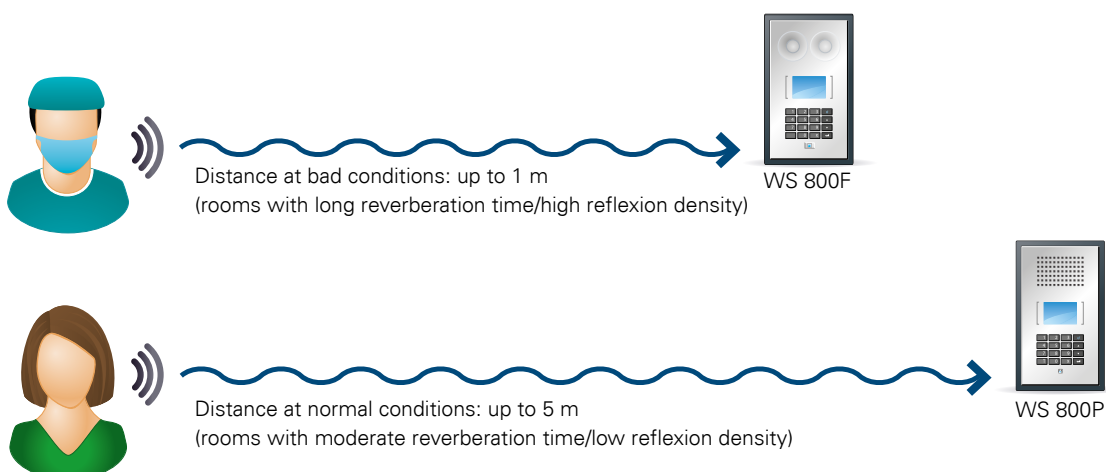 Distance at bad conditions: up to 1 m
(rooms with long reverberation time/high reflexion density)
WS 800F
Distance at normal conditions: up to 5 m
(rooms with moderate reverberation time/low reflexion density)
WS 800P